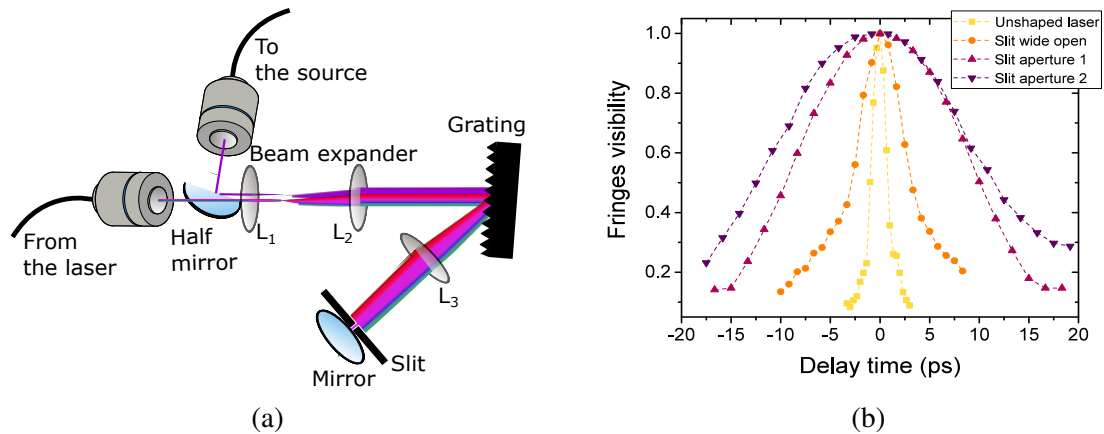 To
the source
Beam expander
Grating
From
the laser
Half
mirror
L1
L2
L3
Slit
Mirror
(a)
Unshaped laser
Slit wide open
Slit aperture 1
Slit aperture 2
Fringes visibility
1.0
0.8
0.6
0.4
0.2
-20 -15 -10 -5 0 5 10 15 20
Delay time (ps)
(b)